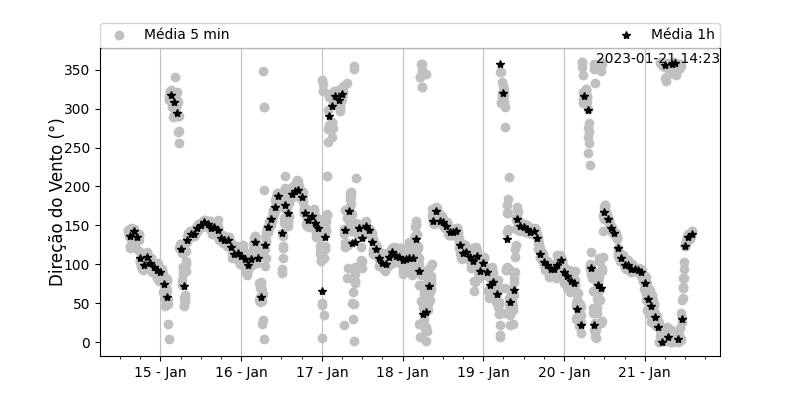 Média 5 min
Média 1h
2023-01-21 14:23
Direção do Vento (°)
350
300
250
200
150
100
50
0
15 - Jan
16 - Jan
17 - Jan
18 - Jan
19 - Jan
20 - Jan
21 - Jan